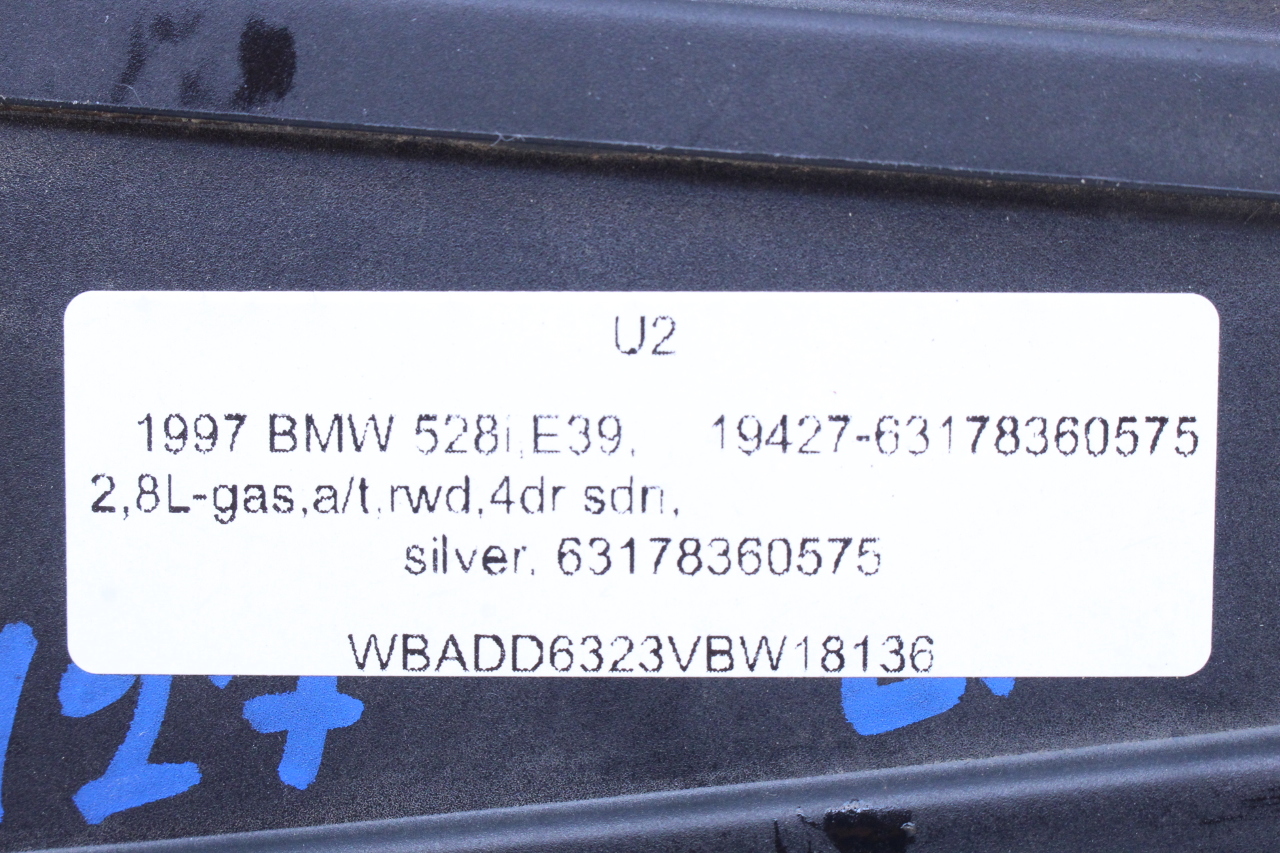 U2
1997 BMW 528i,E39, 19427-63178360575
2,8L-gas,a/t,rwd,4dr sdn,
silver, 63178360575
WBADD6323VBW18136